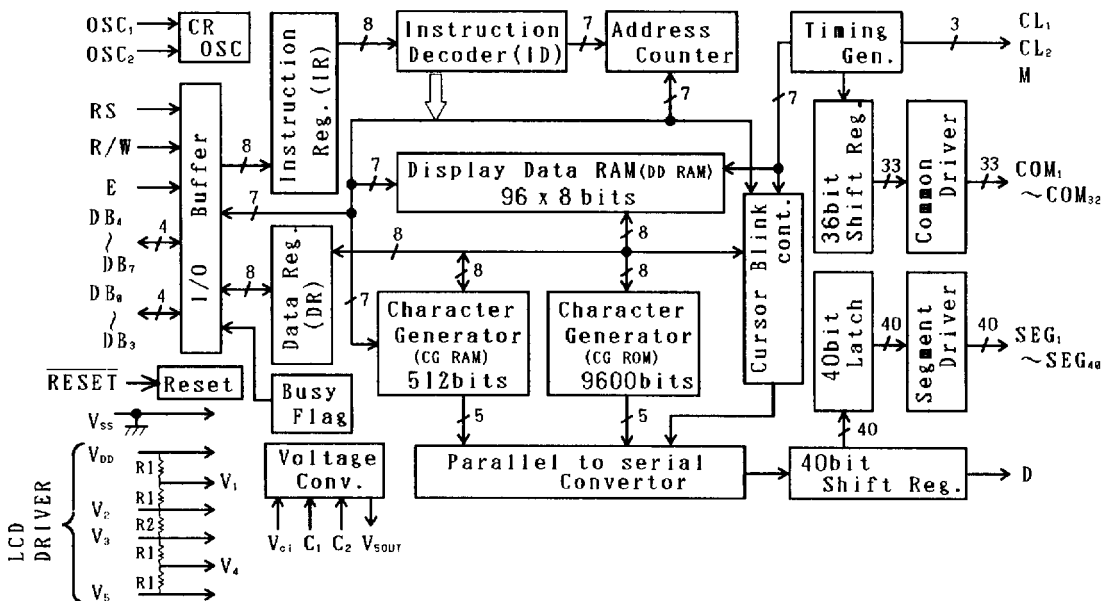 OSC₁
OSC₂
CR
OSC
Instruction
Reg.(IR)
8
Instruction
Decoder(ID)
7
Address
Counter
7
Timing
Gen.
3
CL₁
CL₂
M
7
RS
R/W
E
DB₄
~
DB₇
4
DB₀
~
DB₃
4
I/O Buffer
8
7
8
Data Reg.
(DR)
7
Display Data RAM(DD RAM)
96 x 8 bits
7
8
8
8
8
Character
Generator
(CG RAM)
512bits
Character
Generator
(CG ROM)
9600bits
Cursor Blink
cont.
36bit
Shift Reg.
33
Common
Driver
33
COM₁
~COM₃₂
40bit
Latch
40
Segment
Driver
40
SEG₁
~SEG₄₀
RESET
Reset
Busy
Flag
5
5
40
Parallel to serial
Convertor
40bit
Shift Reg.
D
Vss
LCD
DRIVER
VDD
R1
V₁
R1
V₂
R2
V₃
R1
V₄
R1
V₅
Voltage
Conv.
Vci
C₁
C₂
V5OUT